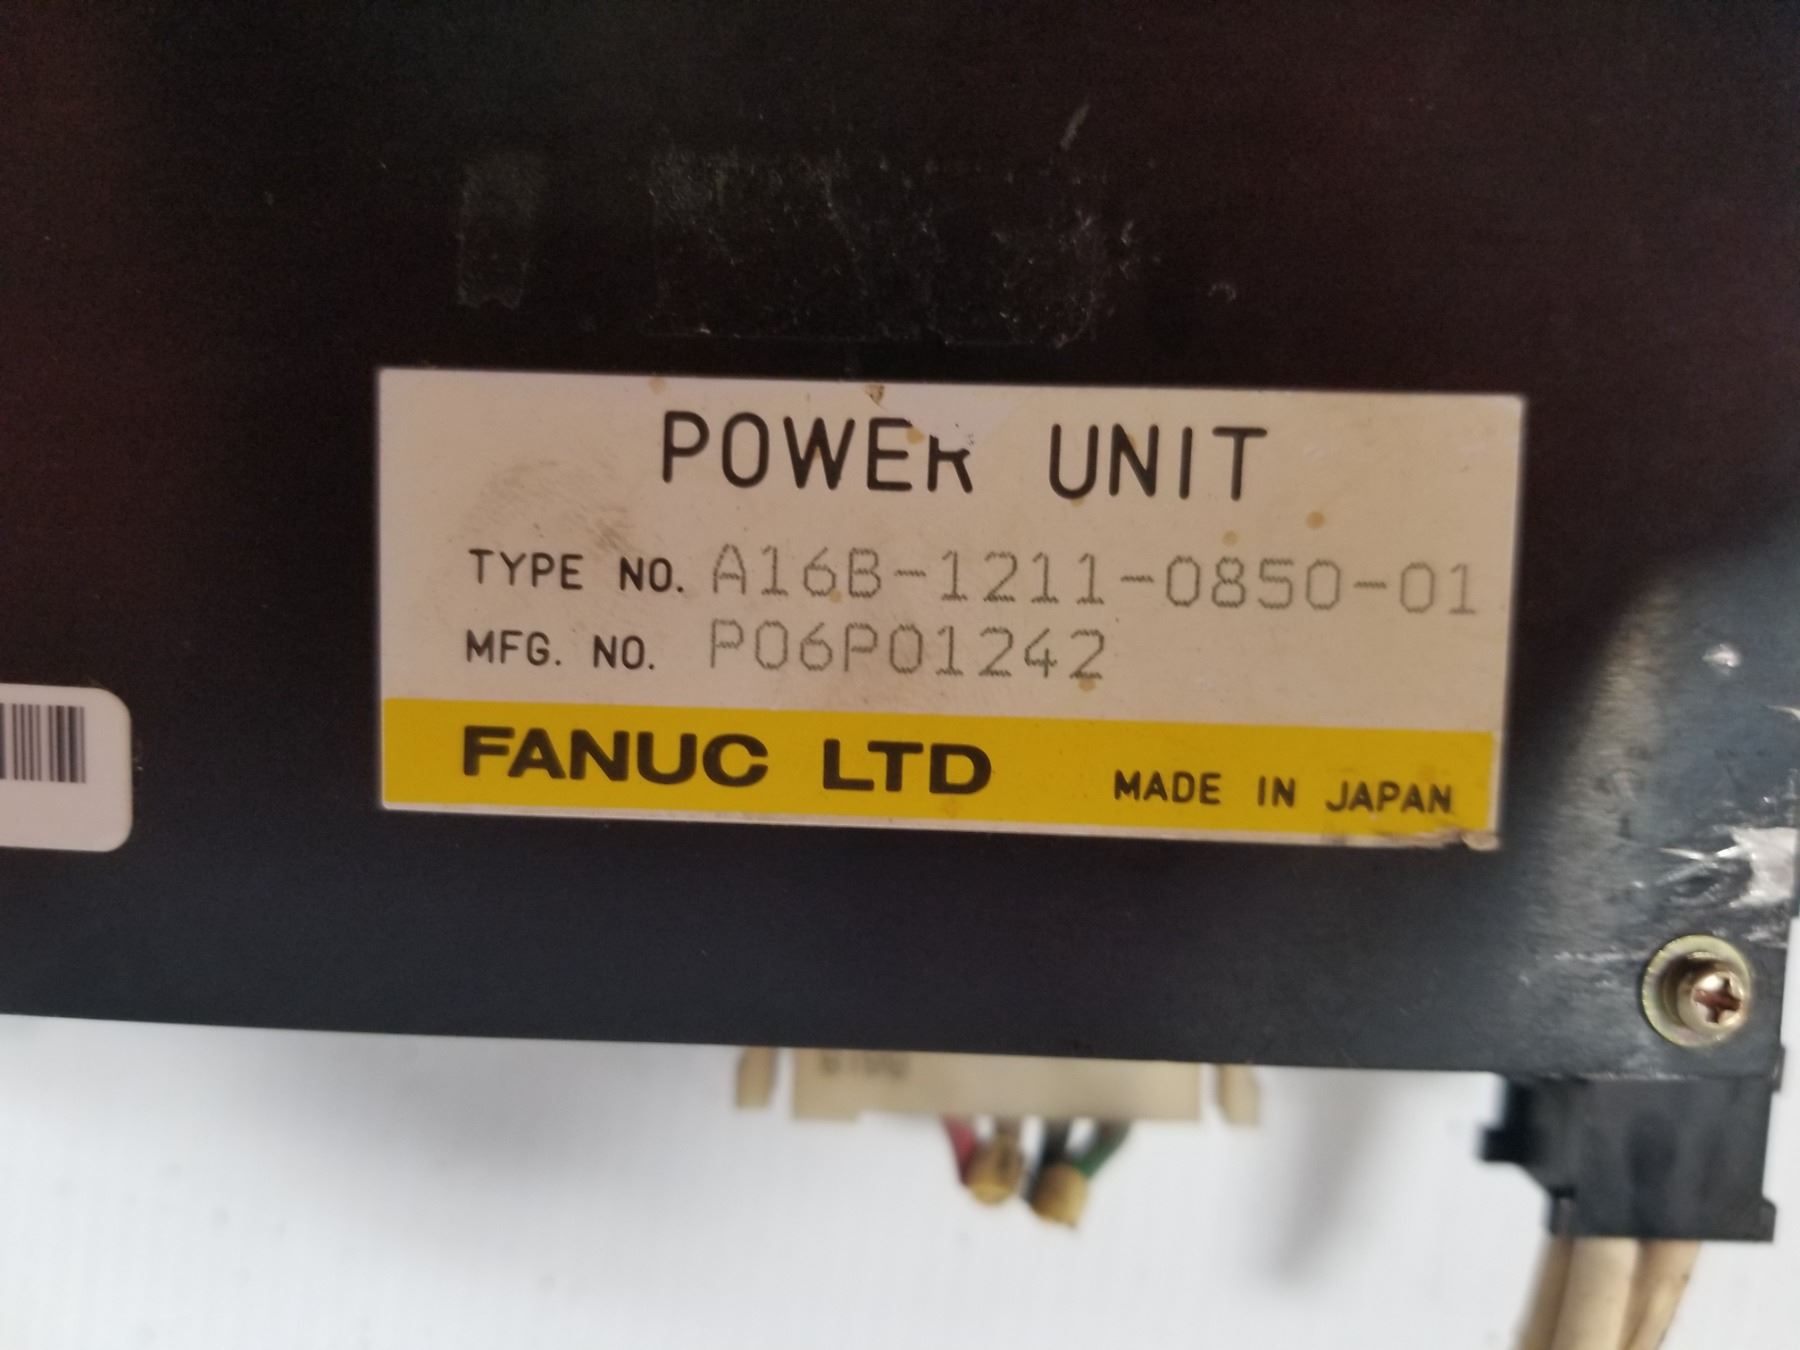 POWER UNIT
TYPE NO. A16B-1211-0850-01
MFG. NO. P06P01242
FANUC LTD MADE IN JAPAN